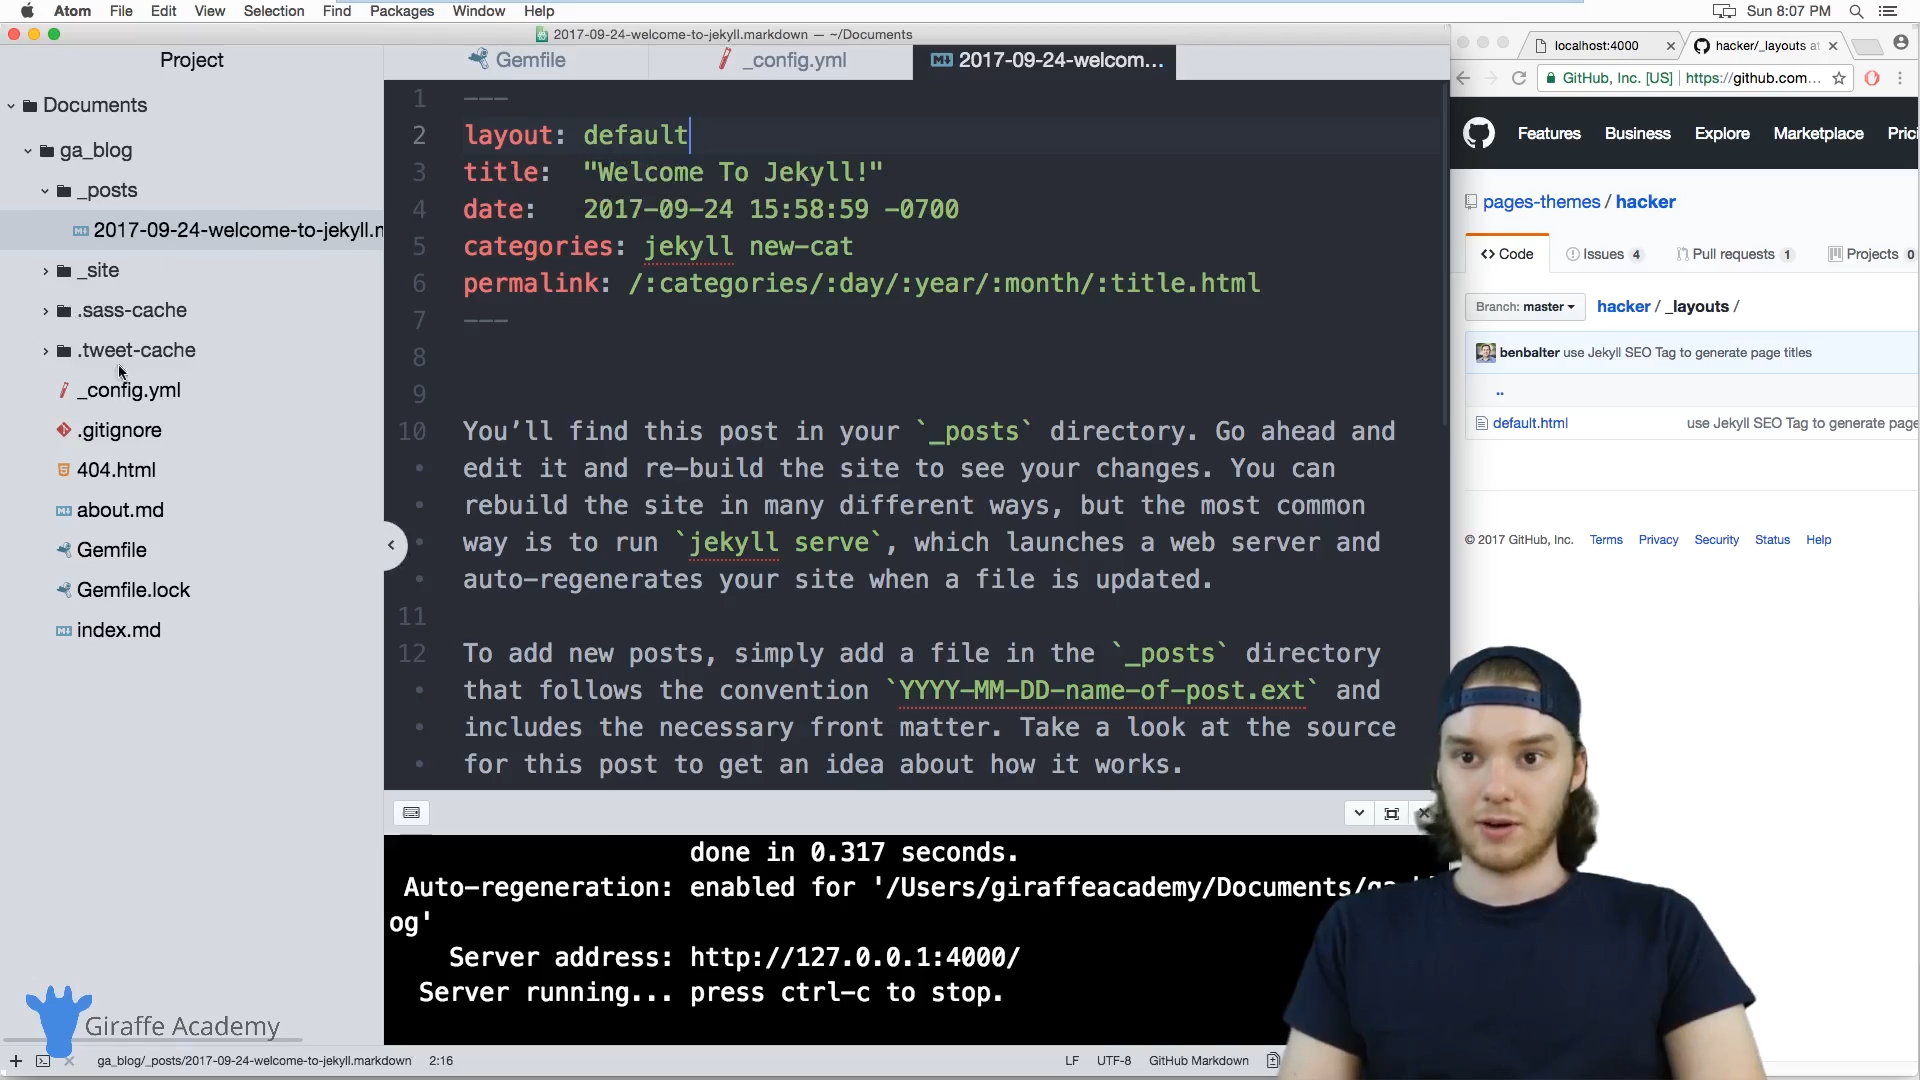 Atom File Edit View Selection Find Packages Window Help
Sun 8:07 PM
2017-09-24-welcome-to-jekyll.markdown — ~/Documents
Project
Documents
ga_blog
_posts
2017-09-24-welcome-to-jekyll.m
_site
.sass-cache
.tweet-cache
_config.yml
.gitignore
404.html
about.md
Gemfile
Gemfile.lock
index.md
Gemfile
_config.yml
2017-09-24-welcom...
1 ---
2 layout: default
3 title: "Welcome To Jekyll!"
4 date: 2017-09-24 15:58:59 -0700
5 categories: jekyll new-cat
6 permalink: /:categories/:day/:year/:month/:title.html
7 ---
8
9
10 You’ll find this post in your `_posts` directory. Go ahead and
edit it and re-build the site to see your changes. You can
rebuild the site in many different ways, but the most common
way is to run `jekyll serve`, which launches a web server and
auto-regenerates your site when a file is updated.
11
12 To add new posts, simply add a file in the `_posts` directory
that follows the convention `YYYY-MM-DD-name-of-post.ext` and
includes the necessary front matter. Take a look at the source
for this post to get an idea about how it works.
done in 0.317 seconds.
Auto-regeneration: enabled for '/Users/giraffeacademy/Documents/ga_bl
og'
Server address: http://127.0.0.1:4000/
Server running... press ctrl-c to stop.
Giraffe Academy
ga_blog/_posts/2017-09-24-welcome-to-jekyll.markdown 2:16
LF UTF-8 GitHub Markdown
localhost:4000
hacker/_layouts at
GitHub, Inc. [US] https://github.com...
Features Business Explore Marketplace Prici
pages-themes / hacker
Code Issues 4 Pull requests 1 Projects 0
Branch: master hacker / _layouts /
benbalter use Jekyll SEO Tag to generate page titles
..
default.html use Jekyll SEO Tag to generate page
© 2017 GitHub, Inc. Terms Privacy Security Status Help